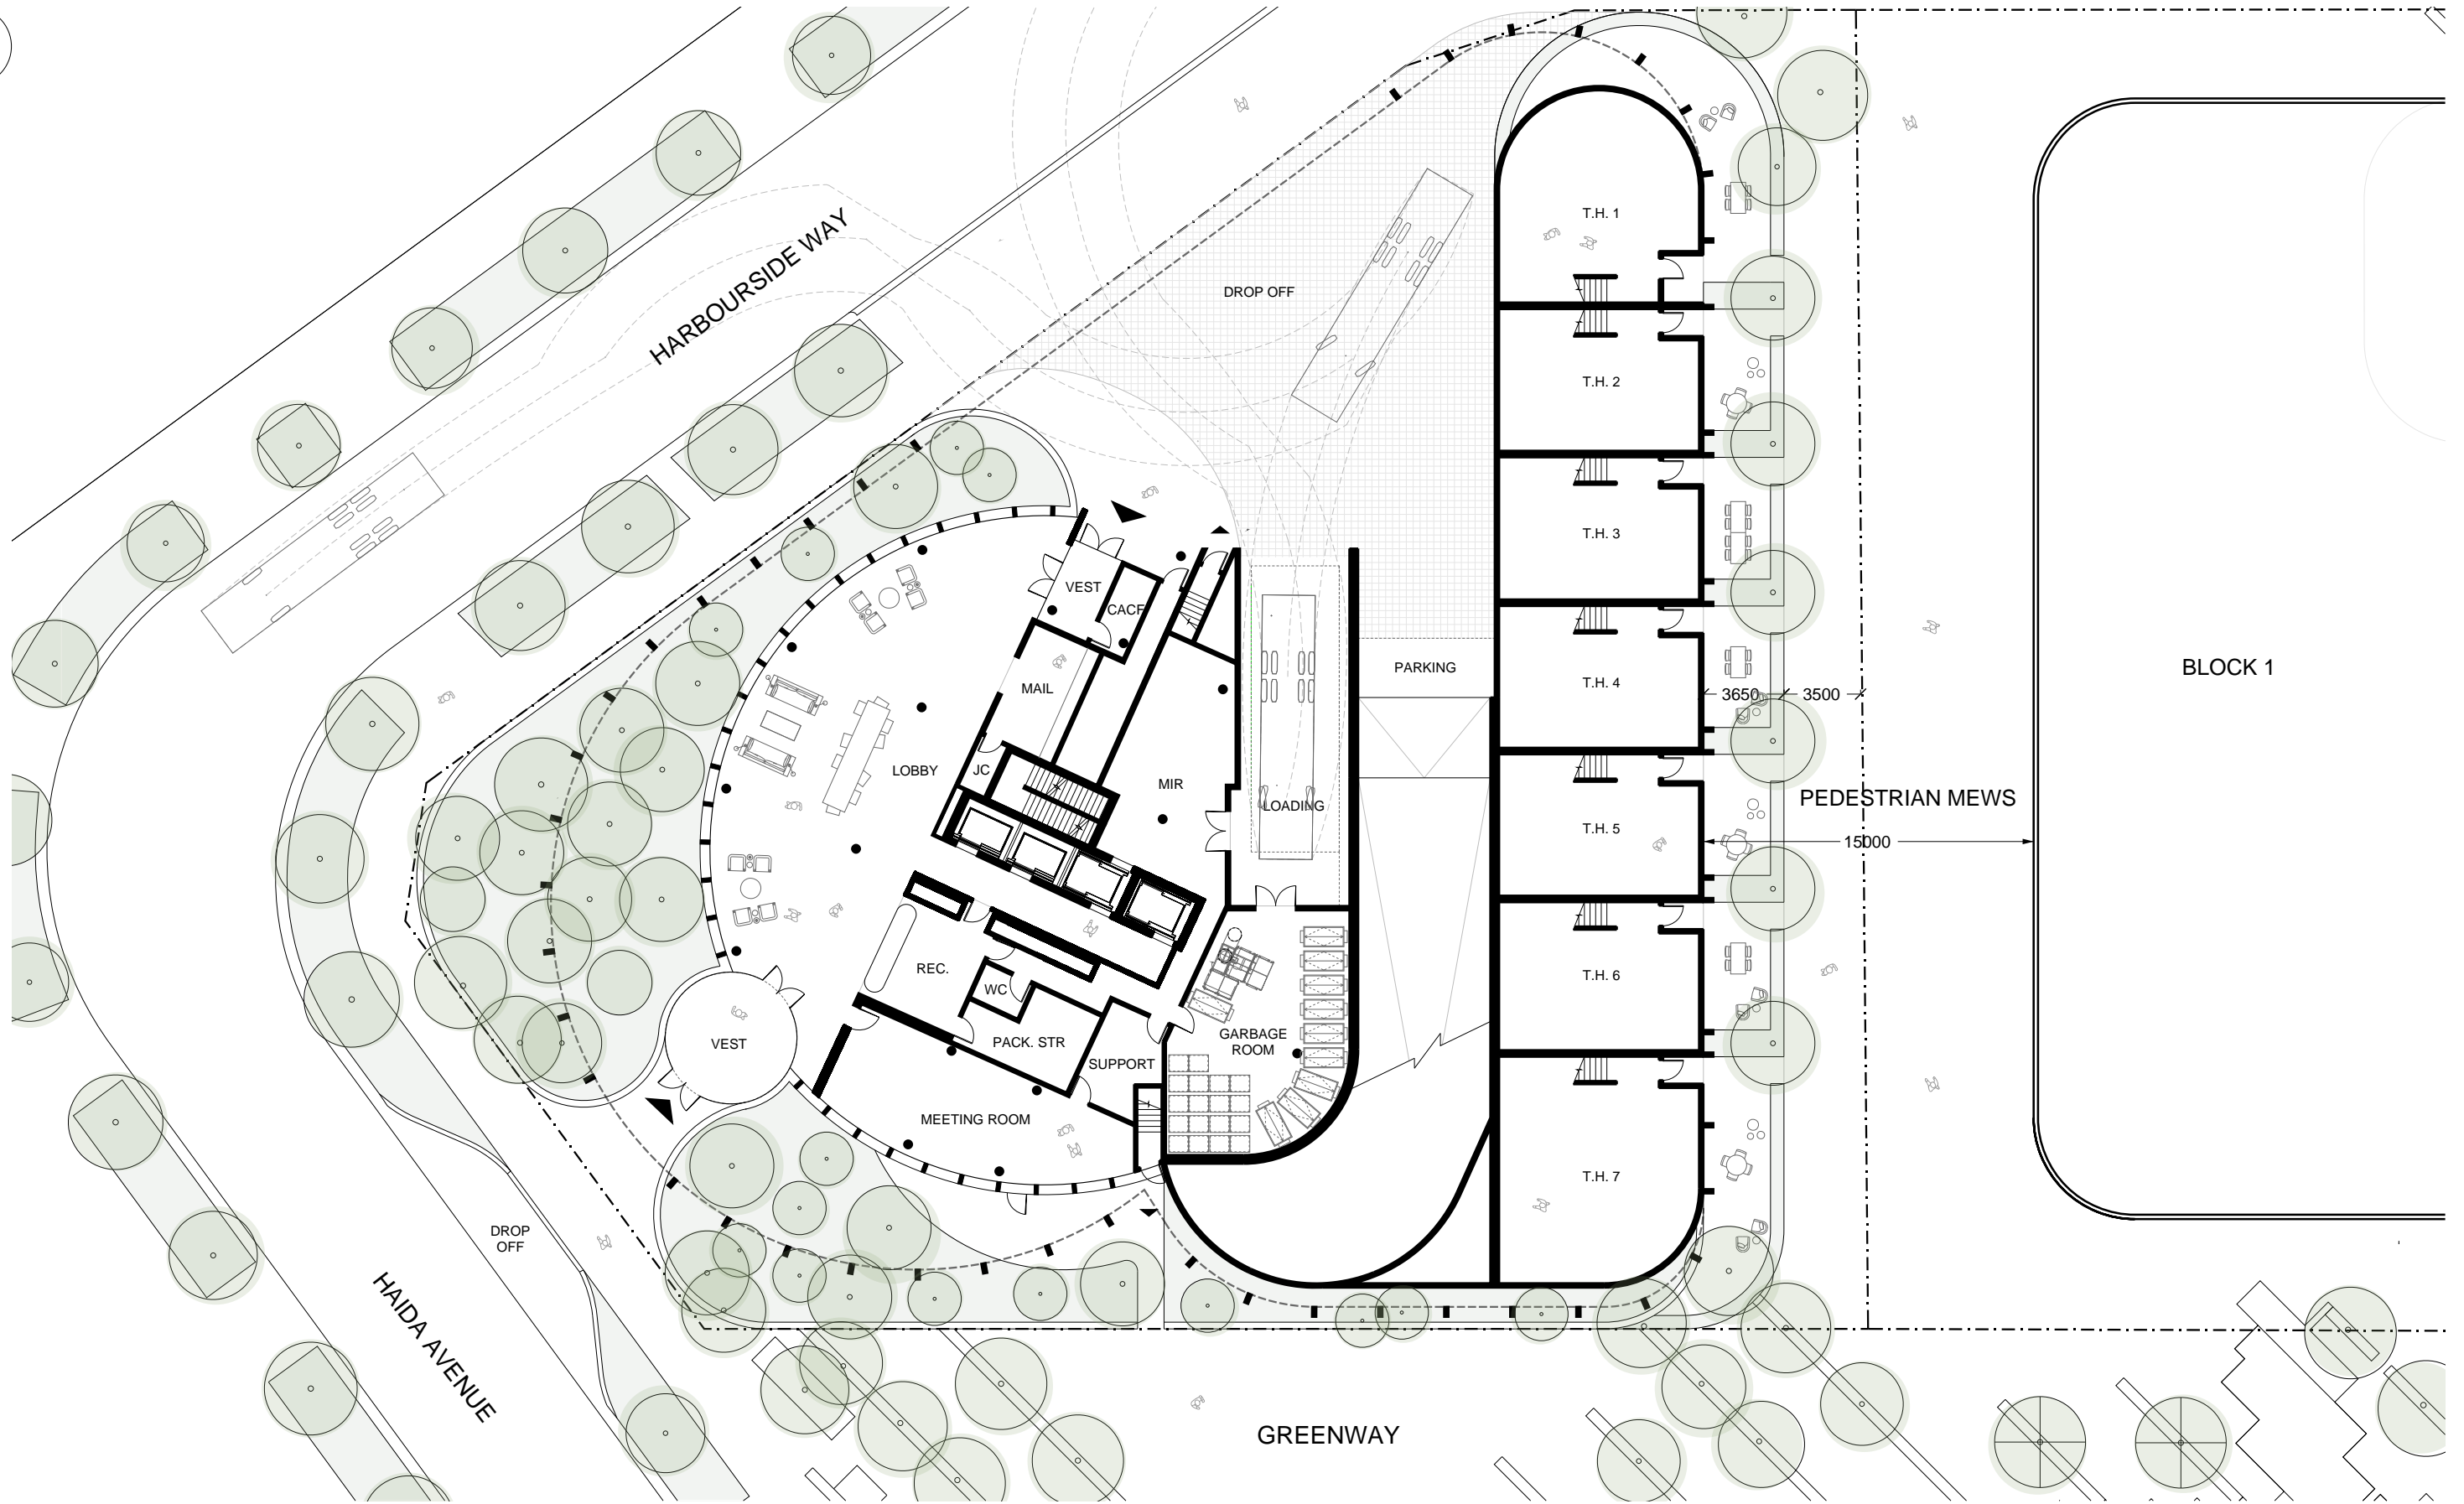 T.H. 1
HARBOURSIDE WAY
DROP OFF
T.H. 2
T.H. 3
VEST
CACF
PARKING
BLOCK 1
T.H. 4
MAIL
3650
3500
LOBBY
JC
MIR
LOADING
PEDESTRIAN MEWS
T.H. 5
15000
REC.
T.H. 6
WC
GARBAGE
ROOM
VEST
PACK. STR
SUPPORT
MEETING ROOM
T.H. 7
DROP
OFF
HAIDA AVENUE
GREENWAY